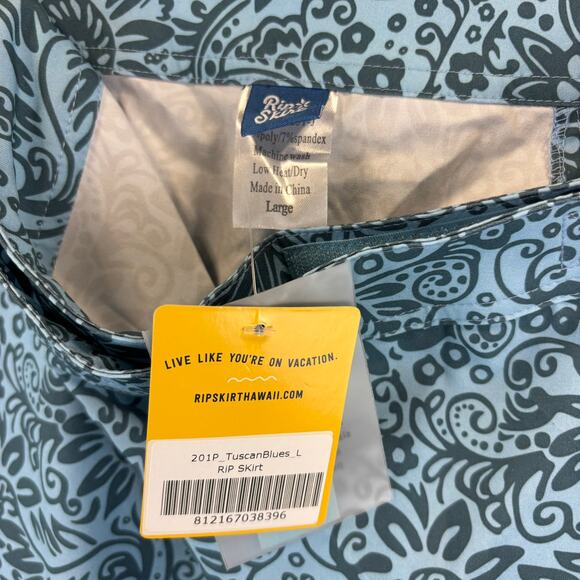 Rip
Skirt
poly/7%spandex
Machine wash
Low Heat/Dry
Made in China
Large
LIVE LIKE YOU'RE ON VACATION.
RIPSKIRTHAWAII.COM
201P_TuscanBlues_L
RiP SKirt
812167038396